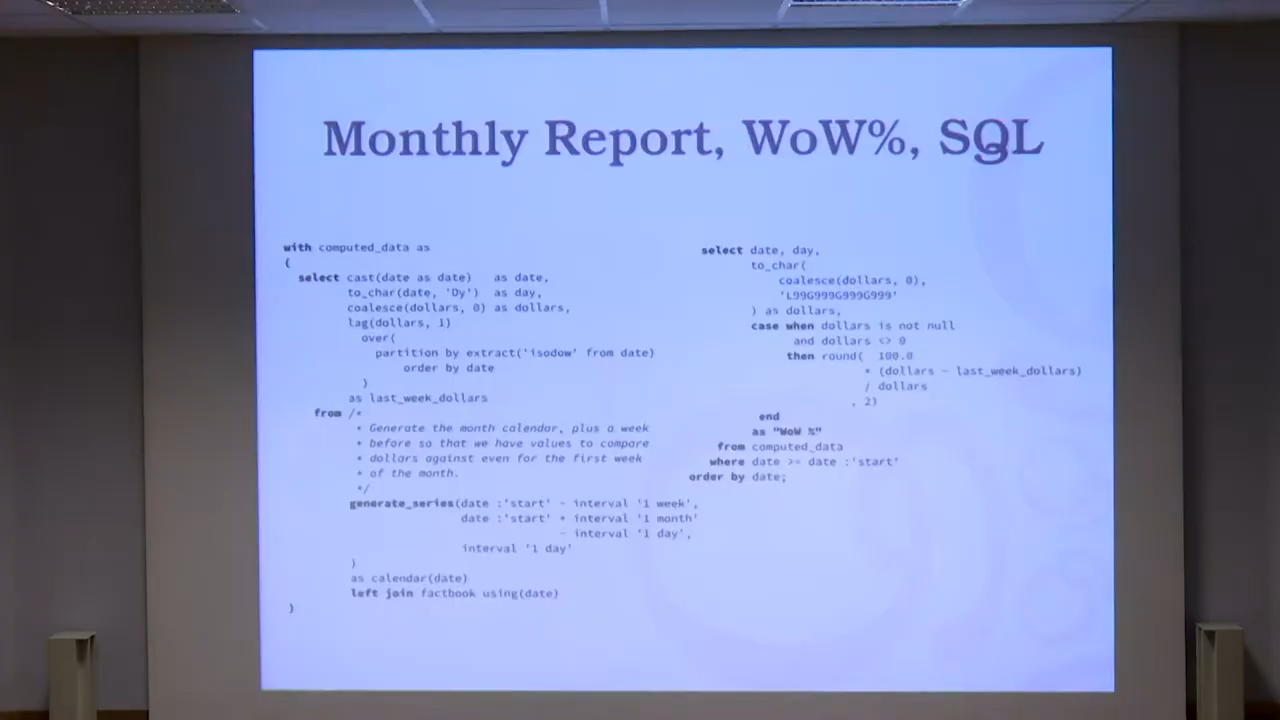 Monthly Report, WoW%, SQL
with computed_data as
(
select cast(date as date) as date,
to_char(date, 'Dy') as day,
coalesce(dollars, 0) as dollars,
lag(dollars, 1)
over(
partition by extract('isodow' from date)
order by date
)
as last_week_dollars
from /*
* Generate the month calendar, plus a week
* before so that we have values to compare
* dollars against even for the first week
* of the month.
*/
generate_series(date :'start' - interval '1 week',
date :'start' + interval '1 month'
- interval '1 day',
interval '1 day'
)
as calendar(date)
left join factbook using(date)
)
select date, day,
to_char(
coalesce(dollars, 0),
'L99G999G999G999'
) as dollars,
case when dollars is not null
and dollars <> 0
then round( 100.0
* (dollars - last_week_dollars)
/ dollars
, 2)
end
as "WoW %"
from computed_data
where date >= date :'start'
order by date;